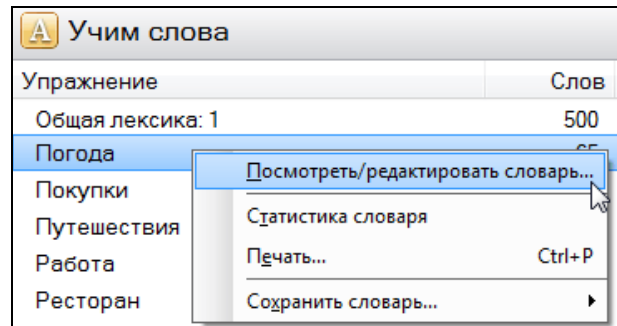 A Учим слова
Упражнение Слов
Общая лексика: 1 500
Погода 65
Посмотреть/редактировать словарь...
Покупки
Путешествия
Статистика словаря
Работа
Печать... Ctrl+P
Ресторан
Сохранить словарь...